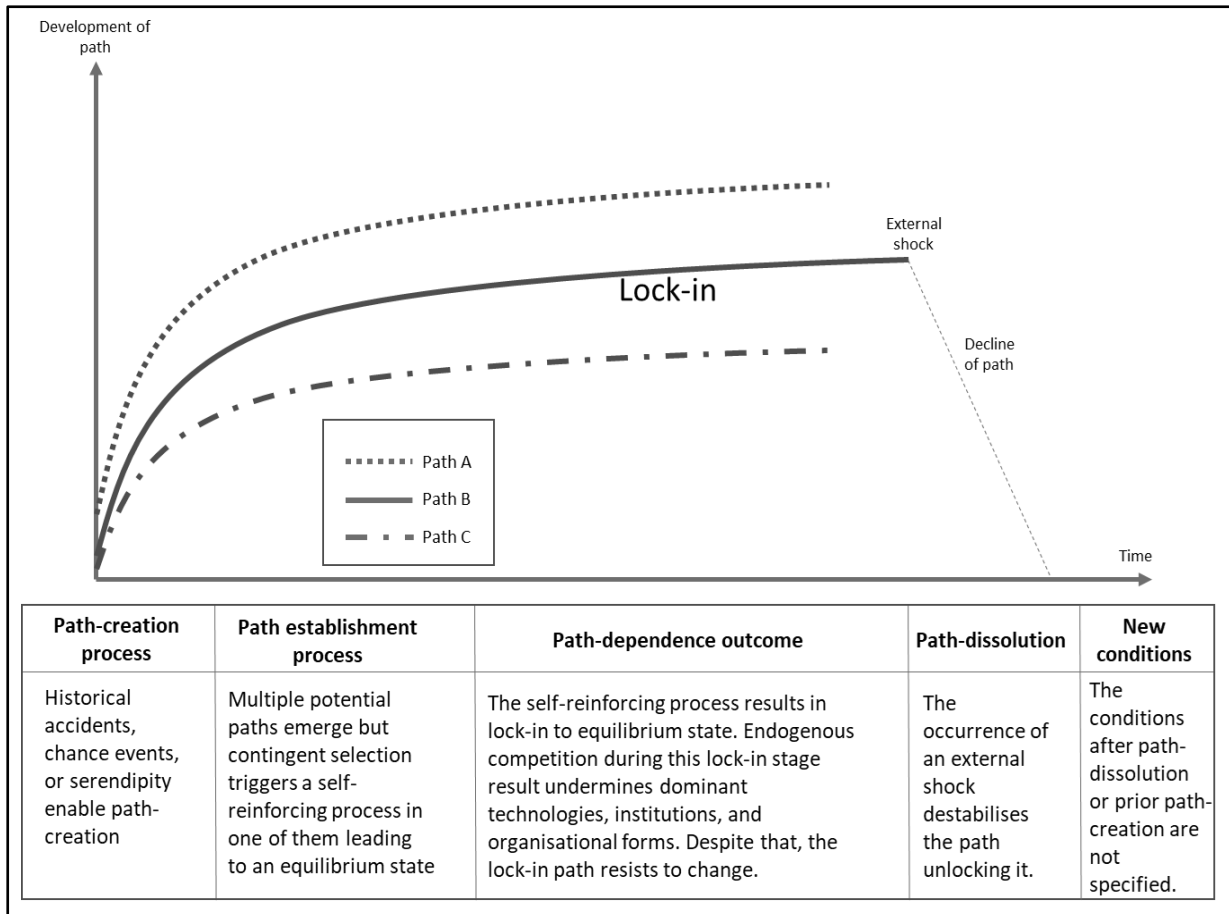 Development of
path
External
shock
Lock-in
Decline
of path
Path A
Path B
Path C
Time
Path-creation
process
Path establishment
process
Path-dependence outcome
Path-dissolution
New
conditions
Historical
accidents,
chance events,
or serendipity
enable path-
creation
Multiple potential
paths emerge but
contingent selection
triggers a self-
reinforcing process in
one of them leading
to an equilibrium state
The self-reinforcing process results in
lock-in to equilibrium state. Endogenous
competition during this lock-in stage
result undermines dominant
technologies, institutions, and
organisational forms. Despite that, the
lock-in path resists to change.
The
occurrence of
an external
shock
destabilises
the path
unlocking it.
The
conditions
after path-
dissolution
or prior path-
creation are
not
specified.